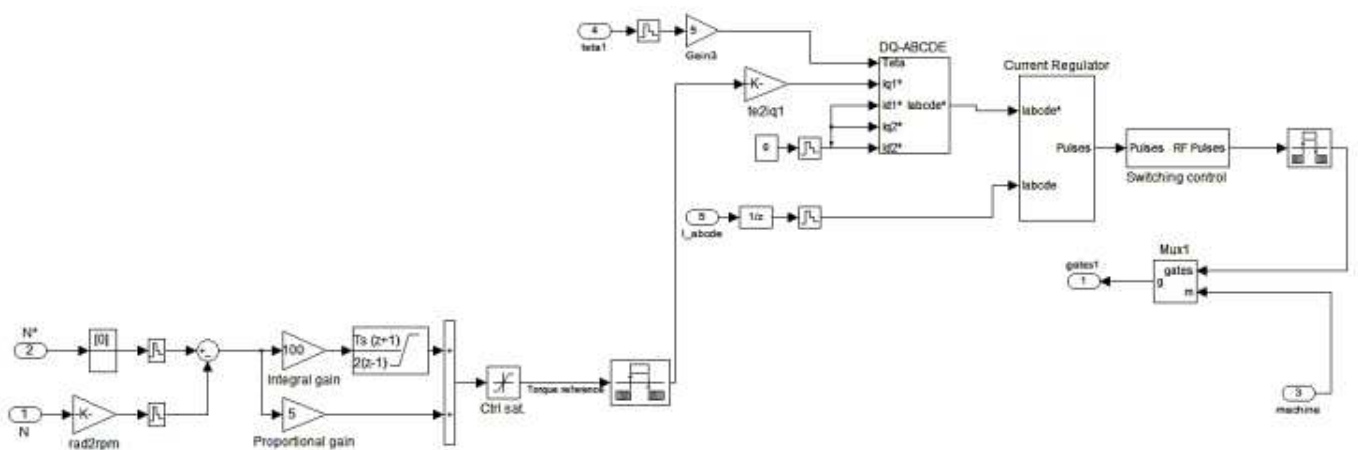 4
teta1
5
Gain3
K-
te2iq1
0
DQ-ABCDE
Teta
Iq1*
Id1*
Iq2*
Id2*
Iabcde*
Current Regulator
Iabcde*
Iabcde
Pulses
Pulses RF Pulses
Switching control
5
I_abcde
1/z
Mux1
gates
m
g
gates1
1
3
machine
N*
2
[0]
1
N
K-
rad2rpm
100
Integral gain
Ts (z+1)
2(z-1)
5
Proportional gain
+
+
Ctrl sat.
Torque reference